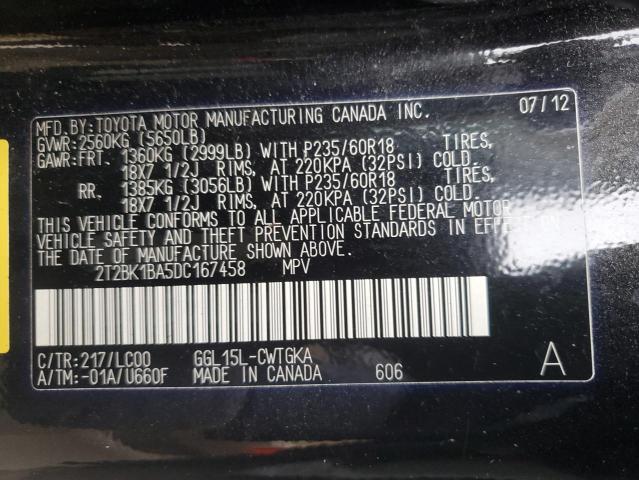 MFD.BY:TOYOTA MOTOR MANUFACTURING CANADA INC. 07/12
GVWR:2560KG (5650LB)
GAWR:FRT. 1360KG (2999LB) WITH P235/60R18 TIRES,
18X7 1/2J RIMS, AT 220KPA (32PSI) COLD.
RR. 1385KG (3056LB) WITH P235/60R18 TIRES,
18X7 1/2J RIMS, AT 220KPA (32PSI) COLD.
THIS VEHICLE CONFORMS TO ALL APPLICABLE FEDERAL MOTOR
VEHICLE SAFETY AND THEFT PREVENTION STANDARDS IN EFFECT ON
THE DATE OF MANUFACTURE SHOWN ABOVE.
2T2BK1BA5DC167458 MPV
C/TR:217/LC00 GGL15L-CWTGKA
A/TM:-01A/U660F MADE IN CANADA 606 A